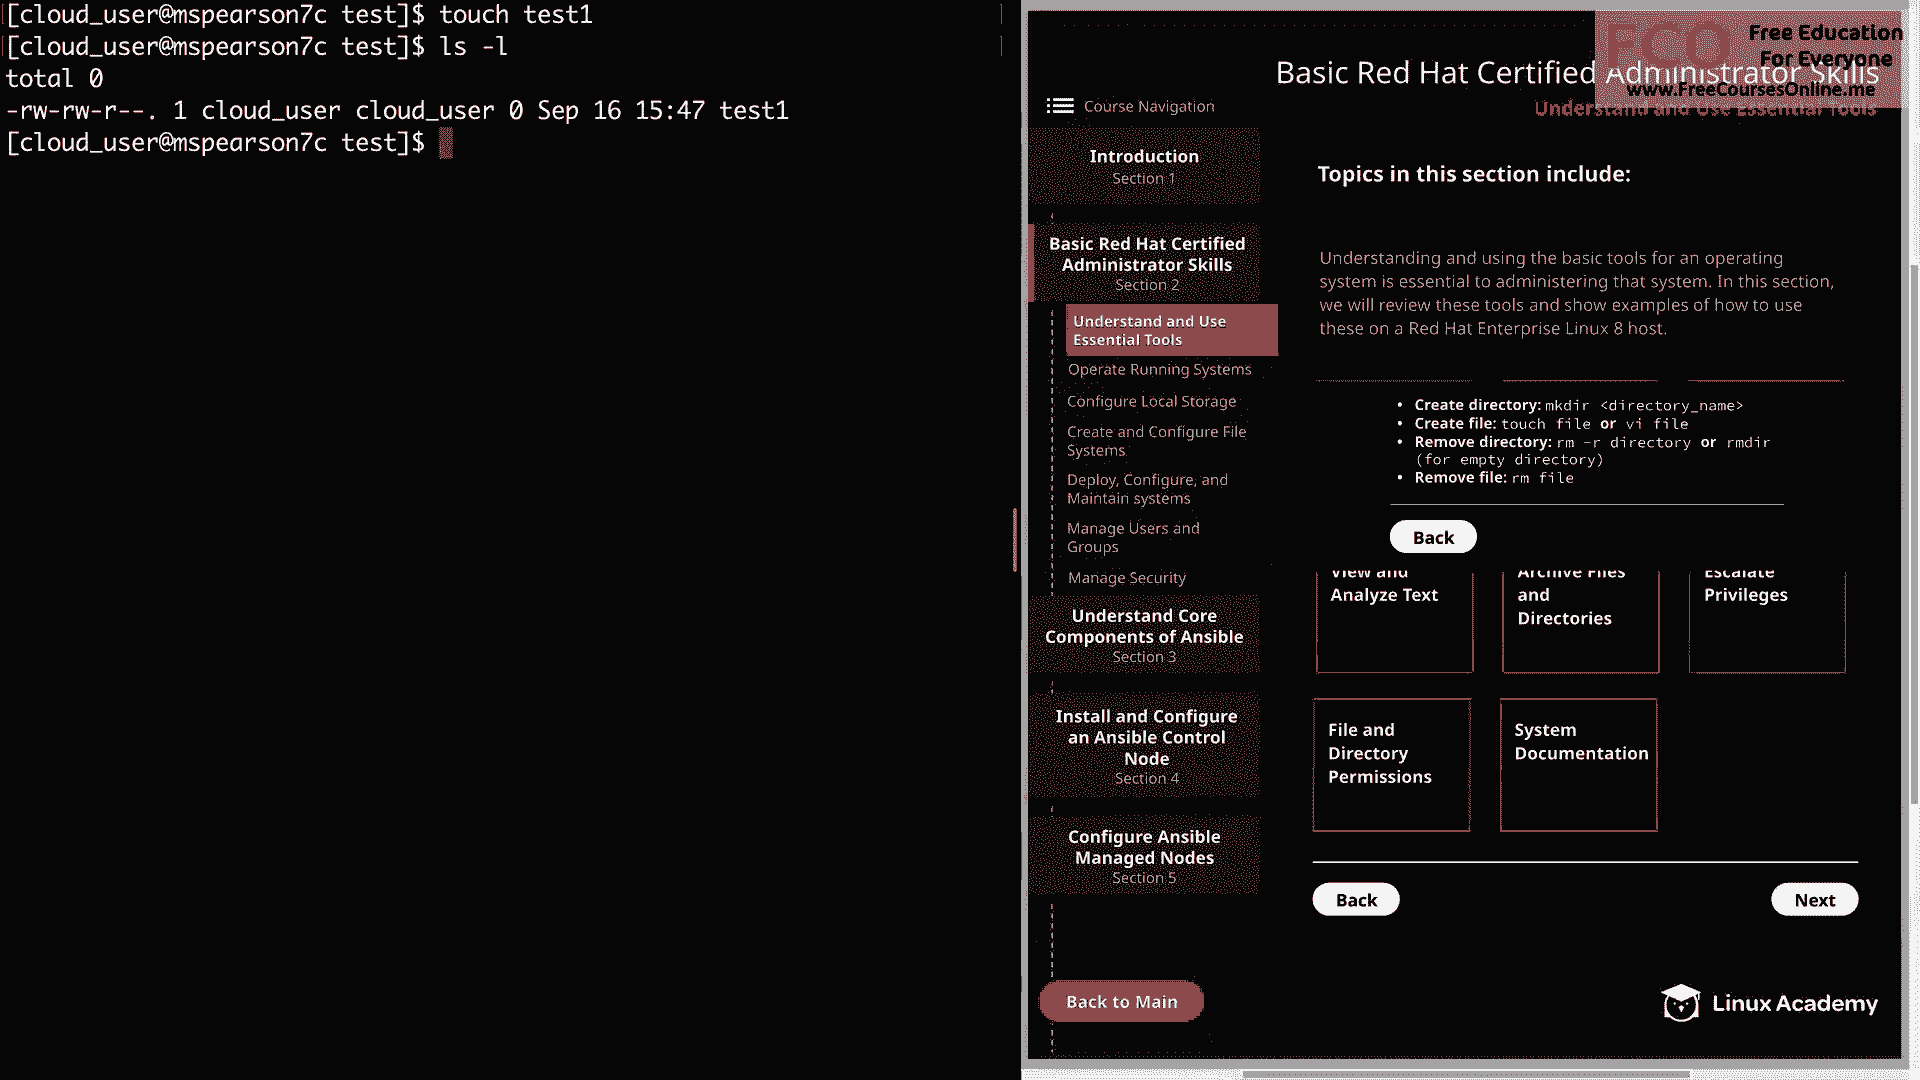 [cloud_user@mspearson7c test]$ touch test1
[cloud_user@mspearson7c test]$ ls -l
total 0
-rw-rw-r--. 1 cloud_user cloud_user 0 Sep 16 15:47 test1
[cloud_user@mspearson7c test]$
FCO
Free Education
For Everyone
www.FreeCoursesOnline.me
Basic Red Hat Certified Administrator Skills
Understand and Use Essential Tools
Course Navigation
Introduction
Section 1
Basic Red Hat Certified
Administrator Skills
Section 2
Understand and Use
Essential Tools
Operate Running Systems
Configure Local Storage
Create and Configure File
Systems
Deploy, Configure, and
Maintain systems
Manage Users and
Groups
Manage Security
Understand Core
Components of Ansible
Section 3
Install and Configure
an Ansible Control
Node
Section 4
Configure Ansible
Managed Nodes
Section 5
Back to Main
Topics in this section include:
Understanding and using the basic tools for an operating
system is essential to administering that system. In this section,
we will review these tools and show examples of how to use
these on a Red Hat Enterprise Linux 8 host.
• Create directory: mkdir <directory_name>
• Create file: touch file or vi file
• Remove directory: rm -r directory or rmdir
(for empty directory)
• Remove file: rm file
Back
View and
Analyze Text
Archive Files
and
Directories
Escalate
Privileges
File and
Directory
Permissions
System
Documentation
Back
Next
Linux Academy